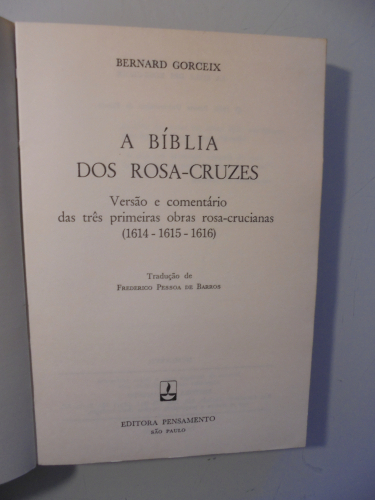 BERNARD GORCEIX
A BÍBLIA
DOS ROSA-CRUZES
Versão e comentário
das três primeiras obras rosa-crucianas
(1614 - 1615 - 1616)
Tradução de
FREDERICO PESSOA DE BARROS
EDITORA PENSAMENTO
SÃO PAULO